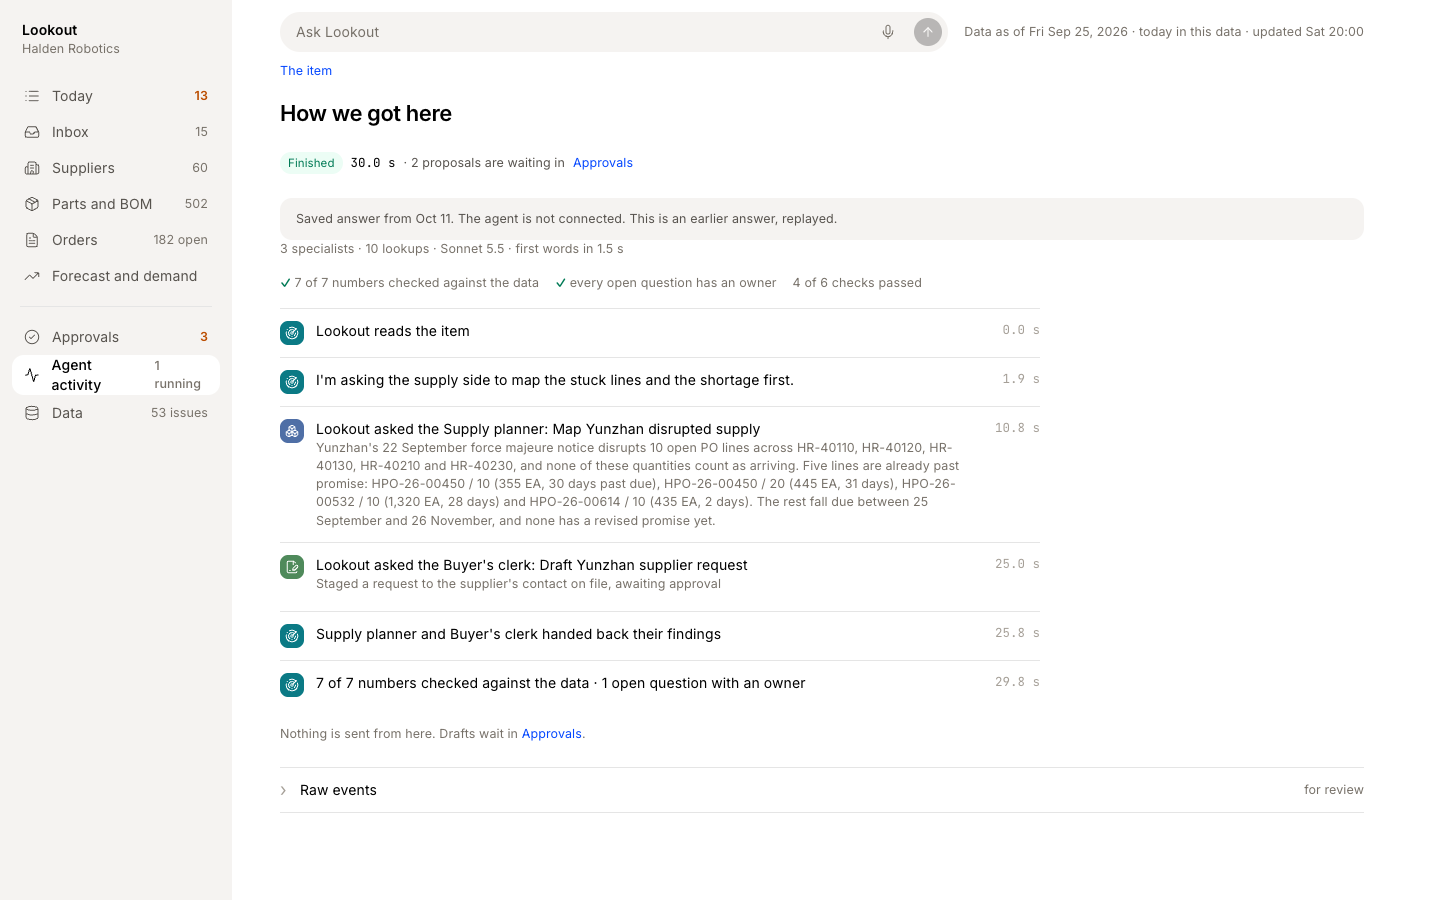 Lookout
Halden Robotics
Today 13
Inbox 15
Suppliers 60
Parts and BOM 502
Orders 182 open
Forecast and demand
Approvals 3
Agent activity 1 running
Data 53 issues
Ask Lookout
Data as of Fri Sep 25, 2026 · today in this data · updated Sat 20:00
The item
How we got here
Finished 30.0 s · 2 proposals are waiting in Approvals
Saved answer from Oct 11. The agent is not connected. This is an earlier answer, replayed.
3 specialists · 10 lookups · Sonnet 5.5 · first words in 1.5 s
7 of 7 numbers checked against the data every open question has an owner 4 of 6 checks passed
Lookout reads the item 0.0 s
I'm asking the supply side to map the stuck lines and the shortage first. 1.9 s
Lookout asked the Supply planner: Map Yunzhan disrupted supply 10.8 s
Yunzhan's 22 September force majeure notice disrupts 10 open PO lines across HR-40110, HR-40120, HR-
40130, HR-40210 and HR-40230, and none of these quantities count as arriving. Five lines are already past
promise: HPO-26-00450 / 10 (355 EA, 30 days past due), HPO-26-00450 / 20 (445 EA, 31 days), HPO-26-
00532 / 10 (1,320 EA, 28 days) and HPO-26-00614 / 10 (435 EA, 2 days). The rest fall due between 25
September and 26 November, and none has a revised promise yet.
Lookout asked the Buyer's clerk: Draft Yunzhan supplier request 25.0 s
Staged a request to the supplier's contact on file, awaiting approval
Supply planner and Buyer's clerk handed back their findings 25.8 s
7 of 7 numbers checked against the data · 1 open question with an owner 29.8 s
Nothing is sent from here. Drafts wait in Approvals.
Raw events for review